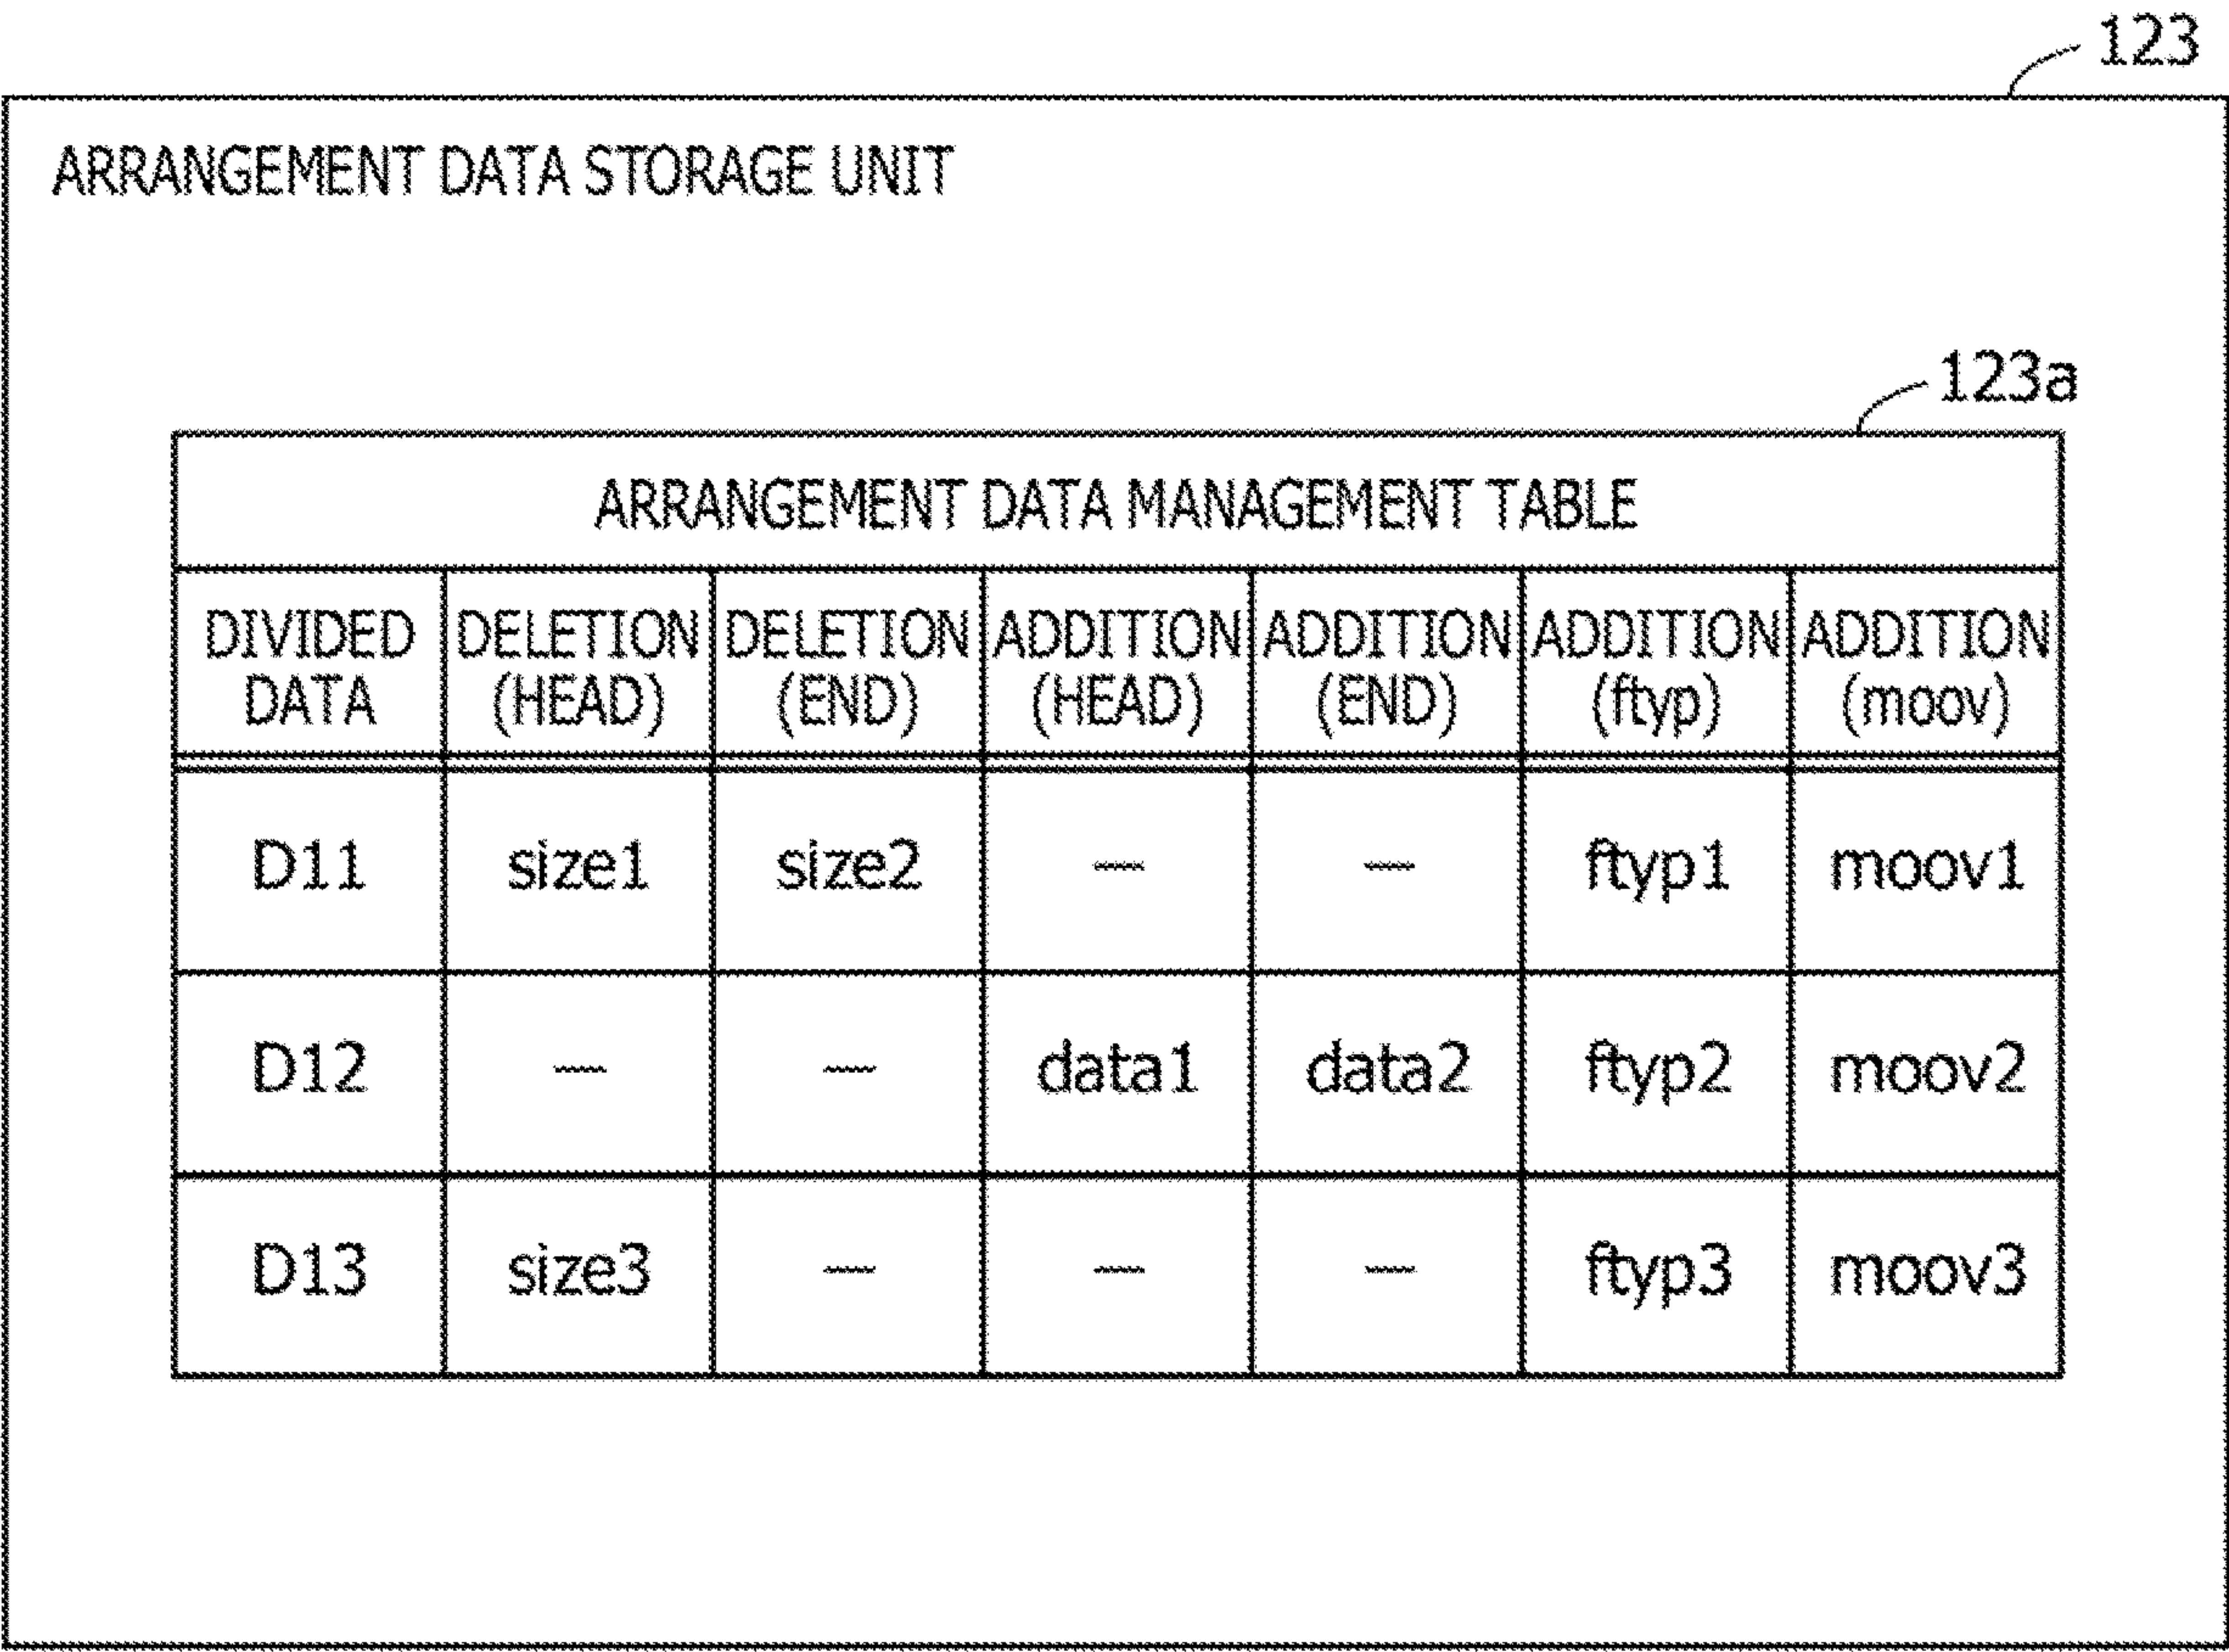 123
ARRANGEMENT DATA STORAGE UNIT
123a
ARRANGEMENT DATA MANAGEMENT TABLE
DIVIDED DATA DELETION (HEAD) DELETION (END) ADDITION (HEAD) ADDITION (END) ADDITION (ftyp) ADDITION (moov)
D11 size1 size2 — — ftyp1 moov1
D12 — — data1 data2 ftyp2 moov2
D13 size3 — — — ftyp3 moov3